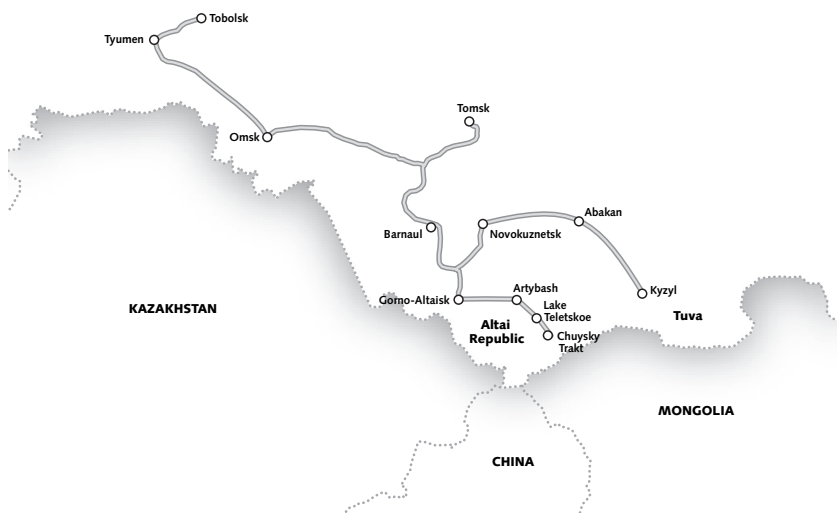 Tobolsk
Tyumen
Tomsk
Omsk
Abakan
Barnaul
Novokuznetsk
Artybash
Kyzyl
Gorno-Altaisk
Lake
Teletskoe
KAZAKHSTAN
Tuva
Altai
Republic
Chuysky
Trakt
MONGOLIA
CHINA